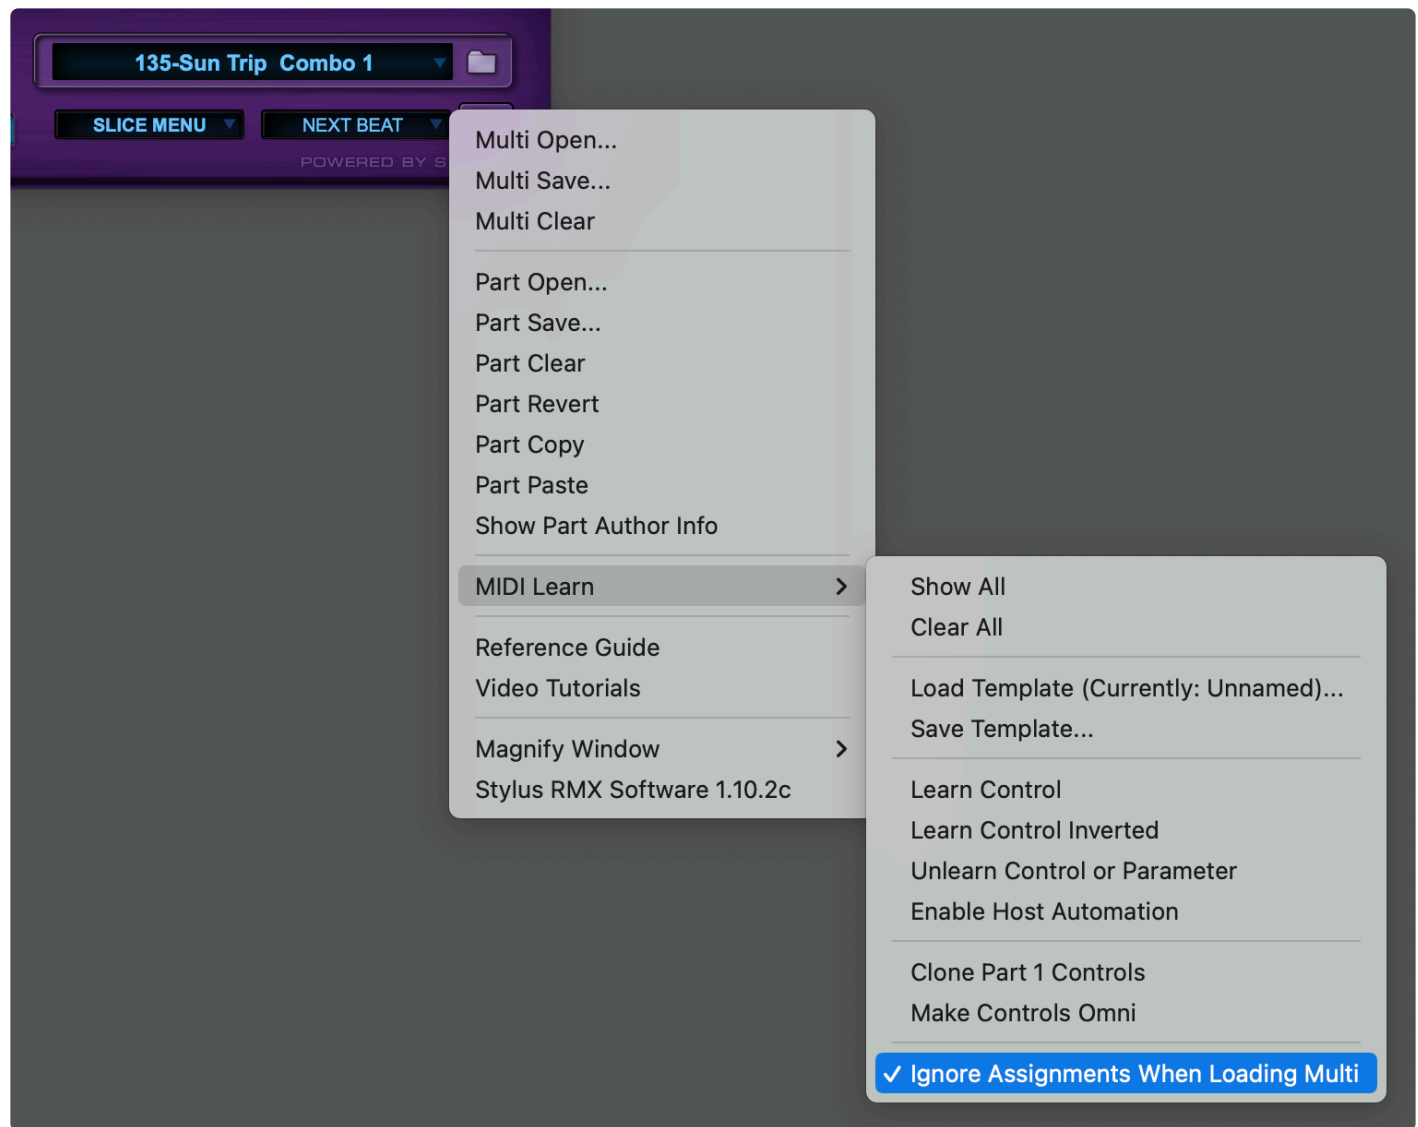 135-Sun Trip Combo 1
SLICE MENU
NEXT BEAT
POWERED BY S
Multi Open...
Multi Save...
Multi Clear
Part Open...
Part Save...
Part Clear
Part Revert
Part Copy
Part Paste
Show Part Author Info
MIDI Learn
Reference Guide
Video Tutorials
Magnify Window
Stylus RMX Software 1.10.2c
Show All
Clear All
Load Template (Currently: Unnamed)...
Save Template...
Learn Control
Learn Control Inverted
Unlearn Control or Parameter
Enable Host Automation
Clone Part 1 Controls
Make Controls Omni
✓ Ignore Assignments When Loading Multi